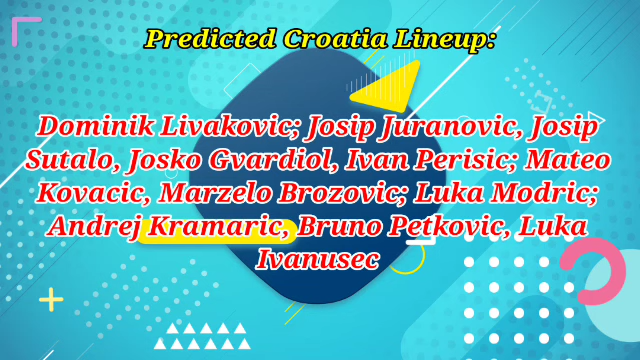 Predicted Croatia Lineup:
Dominik Livakovic; Josip Juranovic, Josip
Sutalo, Josko Gvardiol, Ivan Perisic; Mateo
Kovacic, Marzelo Brozovic; Luka Modric;
Andrej Kramaric, Bruno Petkovic, Luka
Ivanusec